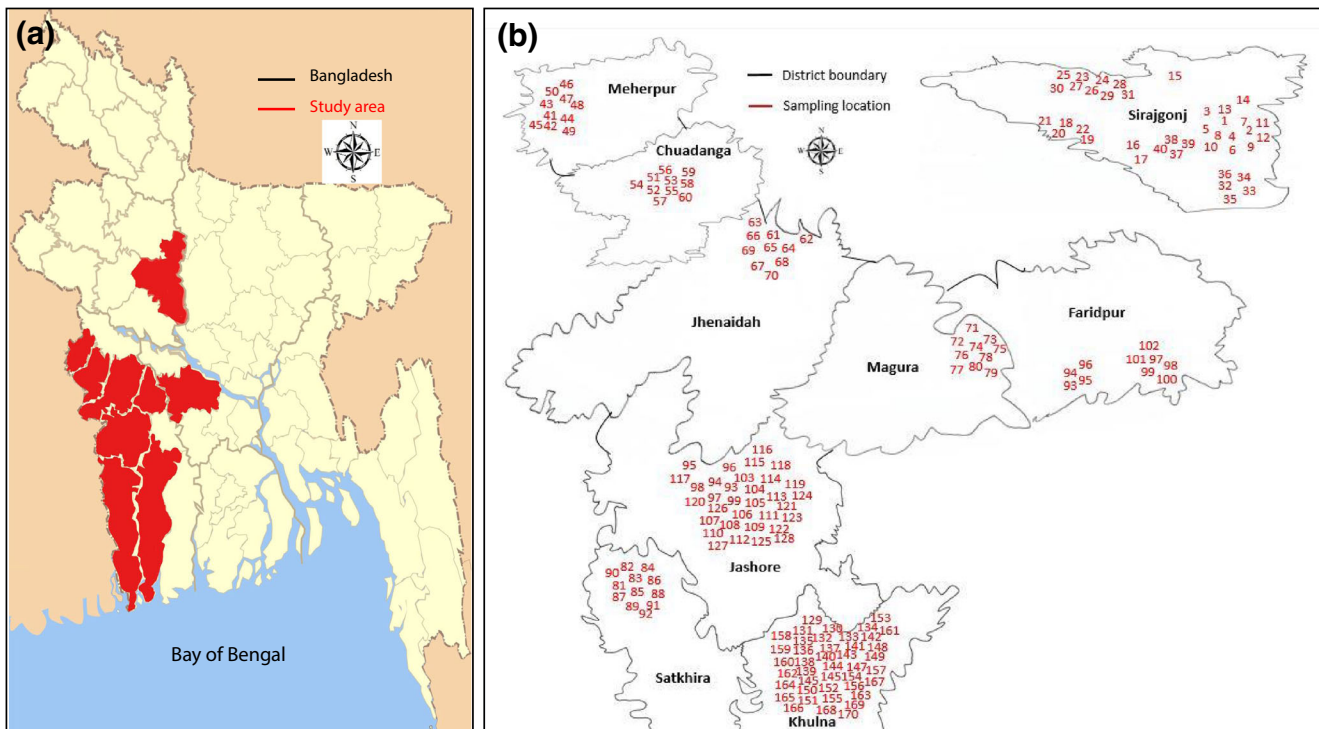 (a)
Bangladesh
Study area
N
W E
S
Bay of Bengal
(b)
District boundary
Sampling location
N
W E
S
Meherpur
46
50
47
43 48
41 44
45 42
49
Chuadanga
56 59
51 53
54 58
52 55
57 60
Sirajgonj
25 23 24 15
30 27 26 28
29 31
14
3 13
21 18 1 7 11
20 22 5 2
19 8 4 12
38
16 40 39 10 6 9
17 37
36 34
32 33
35
63
66 61 62
69 65 64
67 68
70
Jhenaidah
Magura
71
72 73
74 75
76 78
77 80 79
Faridpur
102
96 101 97 98
94 99
93 95 100
116
95 96 115 118
117 103 114
98 94 93 104 119
97 113 124
120 99 105
126 121
106 111 123
107 108 109 122
110
127 112 125 128
Jashore
90 82 84
83 86
81 85 88
87
89 91
92
Satkhira
129 153
131 130 134 161
158 135 132 133 142
159 136 137 141 148
140 143 149
160 138
162 139 144 147 157
145 145 154 167
164 150 152 156
165 151 155 163
166 168 169
170
Khulna